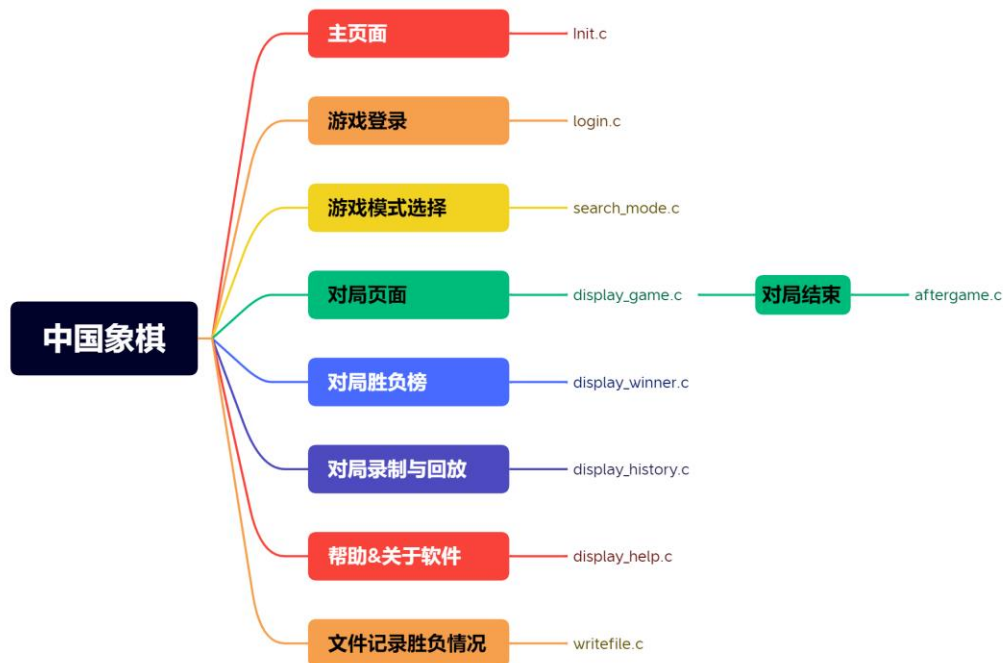 中国象棋
主页面
Init.c
游戏登录
login.c
游戏模式选择
search_mode.c
对局页面
display_game.c
对局结束
aftergame.c
对局胜负榜
display_winner.c
对局录制与回放
display_history.c
帮助&关于软件
display_help.c
文件记录胜负情况
writefile.c